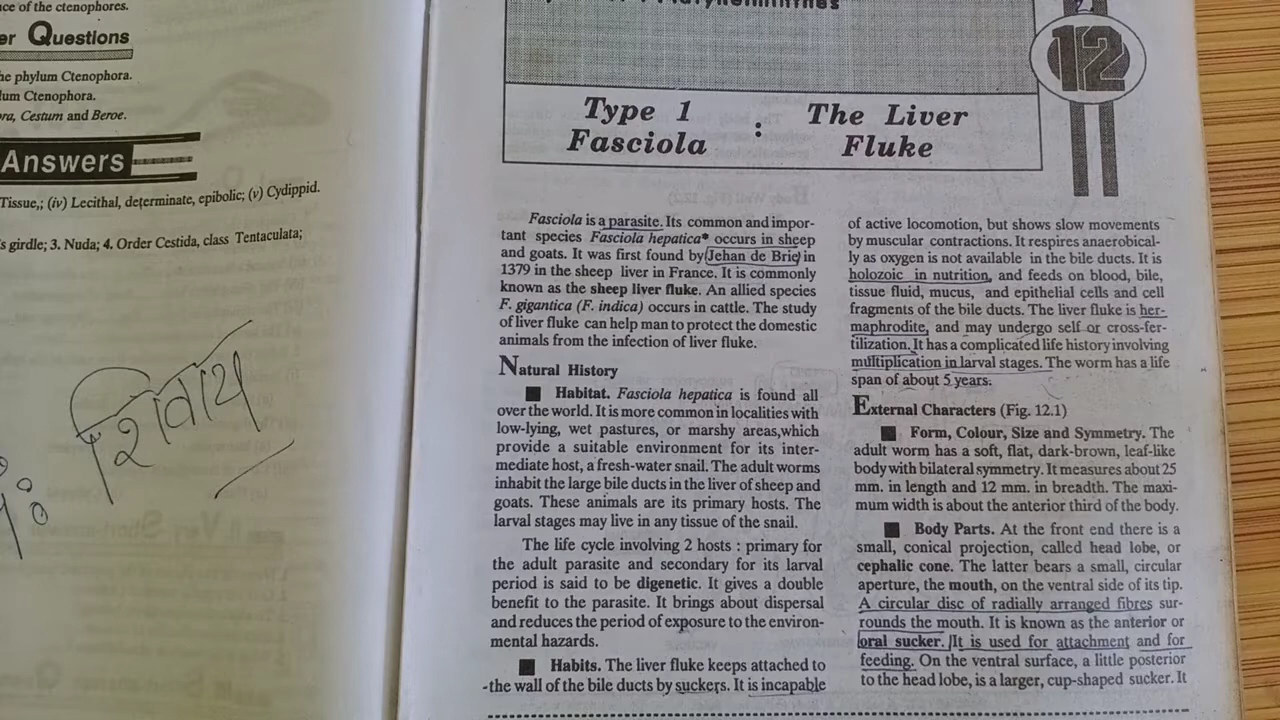 ce of the ctenophores.
er Questions
he phylum Ctenophora.
lum Ctenophora.
ora, Cestum and Beroe.
Answers
Tissue,; (iv) Lecithal, determinate, epibolic; (v) Cydippid.
s girdle; 3. Nuda; 4. Order Cestida, class Tentaculata;
शिवाय
12
Type 1 : The Liver
Fasciola Fluke
Fasciola is a parasite. Its common and impor-
tant species Fasciola hepatica* occurs in sheep
and goats. It was first found by Jehan de Brie in
1379 in the sheep liver in France. It is commonly
known as the sheep liver fluke. An allied species
F. gigantica (F. indica) occurs in cattle. The study
of liver fluke can help man to protect the domestic
animals from the infection of liver fluke.
Natural History
■ Habitat. Fasciola hepatica is found all
over the world. It is more common in localities with
low-lying, wet pastures, or marshy areas,which
provide a suitable environment for its inter-
mediate host, a fresh-water snail. The adult worms
inhabit the large bile ducts in the liver of sheep and
goats. These animals are its primary hosts. The
larval stages may live in any tissue of the snail.
The life cycle involving 2 hosts : primary for
the adult parasite and secondary for its larval
period is said to be digenetic. It gives a double
benefit to the parasite. It brings about dispersal
and reduces the period of exposure to the environ-
mental hazards.
■ Habits. The liver fluke keeps attached to
the wall of the bile ducts by suckers. It is incapable
of active locomotion, but shows slow movements
by muscular contractions. It respires anaerobical-
ly as oxygen is not available in the bile ducts. It is
holozoic in nutrition, and feeds on blood, bile,
tissue fluid, mucus, and epithelial cells and cell
fragments of the bile ducts. The liver fluke is her-
maphrodite, and may undergo self or cross-fer-
tilization. It has a complicated life history involving
multiplication in larval stages. The worm has a life
span of about 5 years.
External Characters (Fig. 12.1)
■ Form, Colour, Size and Symmetry. The
adult worm has a soft, flat, dark-brown, leaf-like
body with bilateral symmetry. It measures about 25
mm. in length and 12 mm. in breadth. The maxi-
mum width is about the anterior third of the body.
■ Body Parts. At the front end there is a
small, conical projection, called head lobe, or
cephalic cone. The latter bears a small, circular
aperture, the mouth, on the ventral side of its tip.
A circular disc of radially arranged fibres sur-
rounds the mouth. It is known as the anterior or
oral sucker. It is used for attachment and for
feeding. On the ventral surface, a little posterior
to the head lobe, is a larger, cup-shaped sucker. It